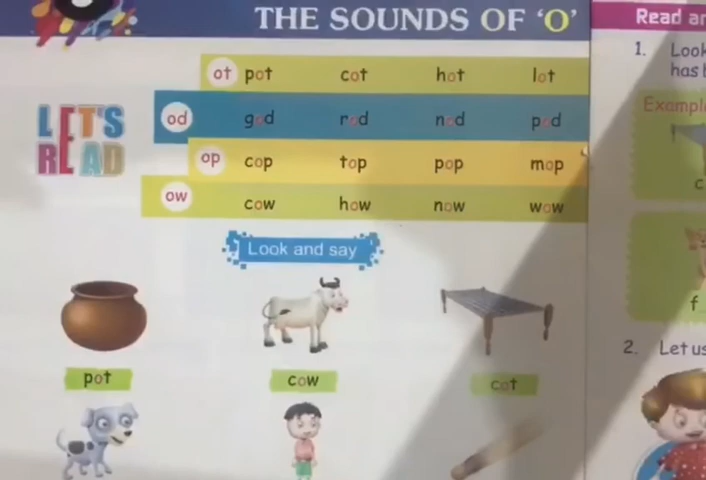 THE SOUNDS OF 'O'
ot pot cot hot lot
LET'S
READ
od god rod nod pod
op cop top pop mop
ow cow how now wow
Look and say
pot cow cot
Read
1. Look
has
Example
c
f
2. Let us